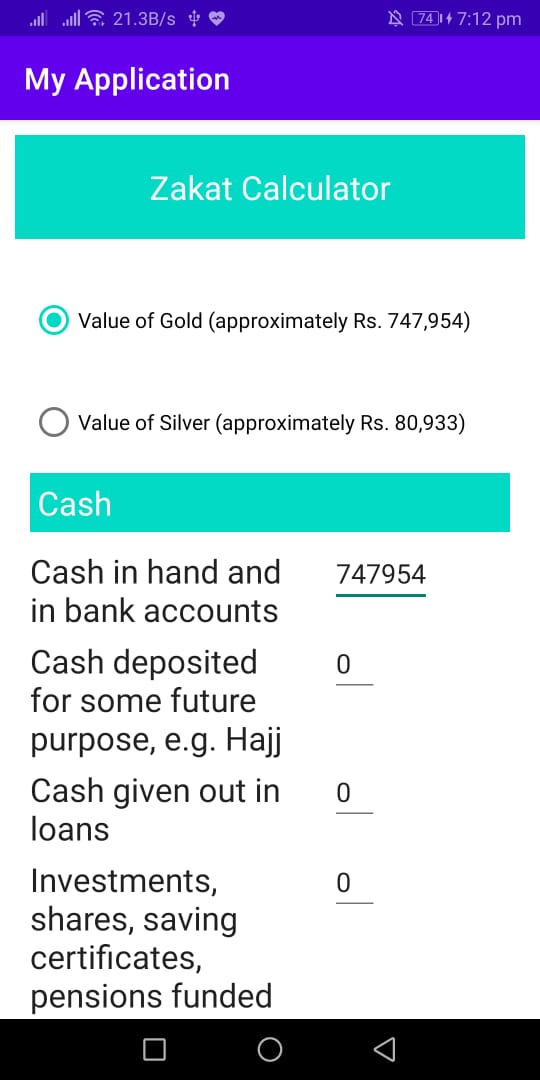 21.3B/s 74 7:12 pm
My Application
Zakat Calculator
Value of Gold (approximately Rs. 747,954)
Value of Silver (approximately Rs. 80,933)
Cash
Cash in hand and 747954
in bank accounts
Cash deposited 0
for some future
purpose, e.g. Hajj
Cash given out in 0
loans
Investments, 0
shares, saving
certificates,
pensions funded